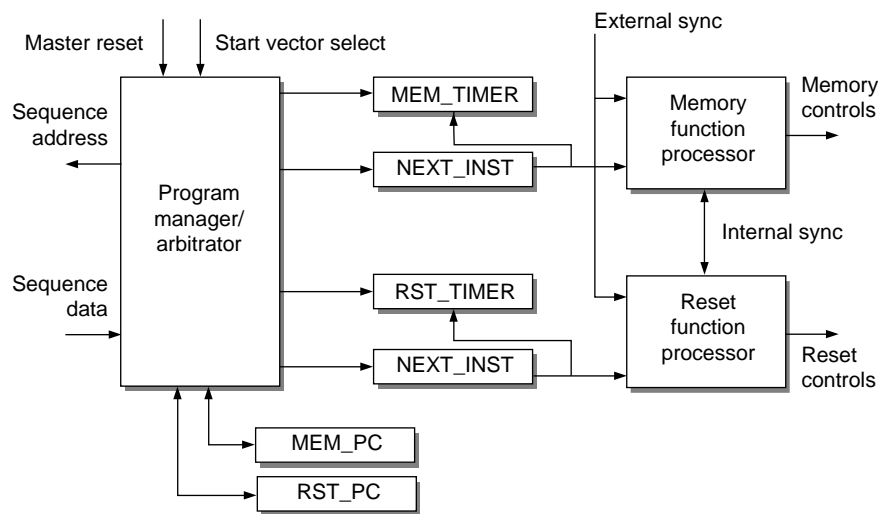 Master reset
Start vector select
External sync
Sequence
address
MEM_TIMER
NEXT_INST
Memory
function
processor
Memory
controls
Program
manager/
arbitrator
Internal sync
Sequence
data
RST_TIMER
NEXT_INST
Reset
function
processor
Reset
controls
MEM_PC
RST_PC